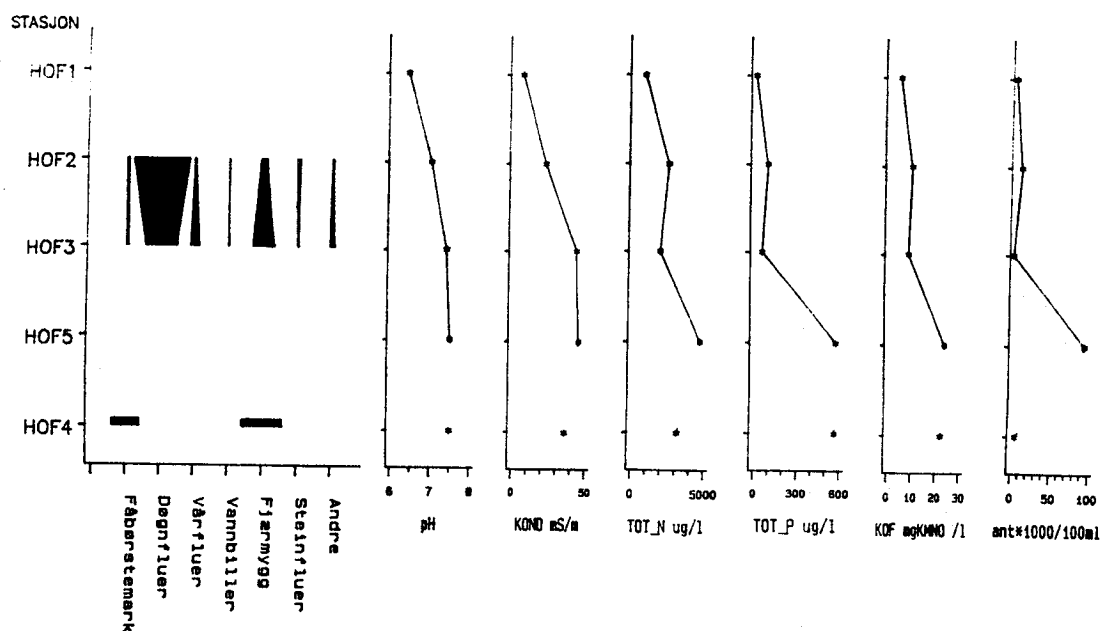 STASJON
HOF1
HOF2
HOF3
HOF5
HOF4
Fåbørstemark
Døgnfluer
Vårfluer
Vannbiller
Fjærmygg
Steinfluer
Andre
6 7 8
pH
0 50
KOND mS/m
0 5000
TOT_N ug/l
0 300 600
TOT_P ug/l
0 10 20 30
KOF mgKMNO /l
0 50 100
ant*1000/100ml